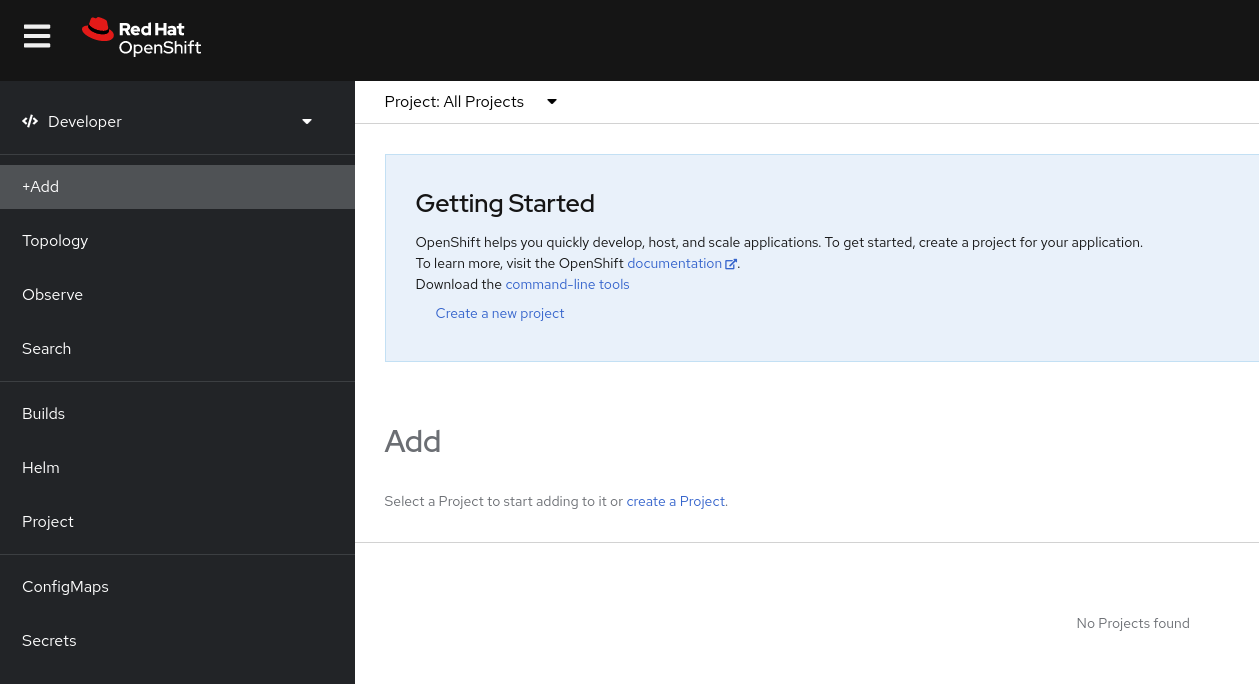 Red Hat
OpenShift
Developer
+Add
Topology
Observe
Search
Builds
Helm
Project
ConfigMaps
Secrets
Project: All Projects
Getting Started
OpenShift helps you quickly develop, host, and scale applications. To get started, create a project for your application.
To learn more, visit the OpenShift documentation.
Download the command-line tools
Create a new project
Add
Select a Project to start adding to it or create a Project.
No Projects found